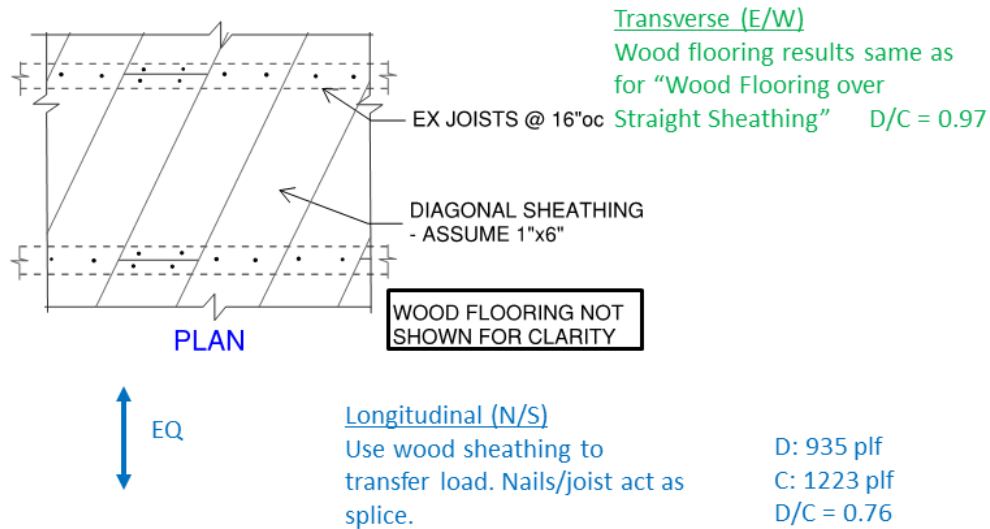 Transverse (E/W)
Wood flooring results same as
for “Wood Flooring over
Straight Sheathing” D/C = 0.97
EX JOISTS @ 16"oc
DIAGONAL SHEATHING
- ASSUME 1"x6"
WOOD FLOORING NOT
SHOWN FOR CLARITY
PLAN
EQ
Longitudinal (N/S)
Use wood sheathing to
transfer load. Nails/joist act as
splice.
D: 935 plf
C: 1223 plf
D/C = 0.76